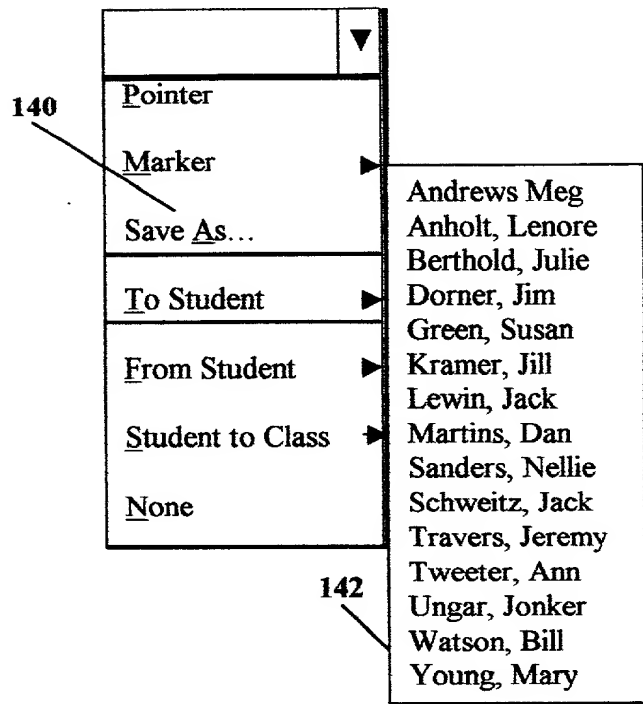 140
Pointer
Marker
Save As...
To Student
From Student
Student to Class
None
Andrews Meg
Anholt, Lenore
Berthold, Julie
Dorner, Jim
Green, Susan
Kramer, Jill
Lewin, Jack
Martins, Dan
Sanders, Nellie
Schweitz, Jack
Travers, Jeremy
Tweeter, Ann
Ungar, Jonker
Watson, Bill
Young, Mary
142